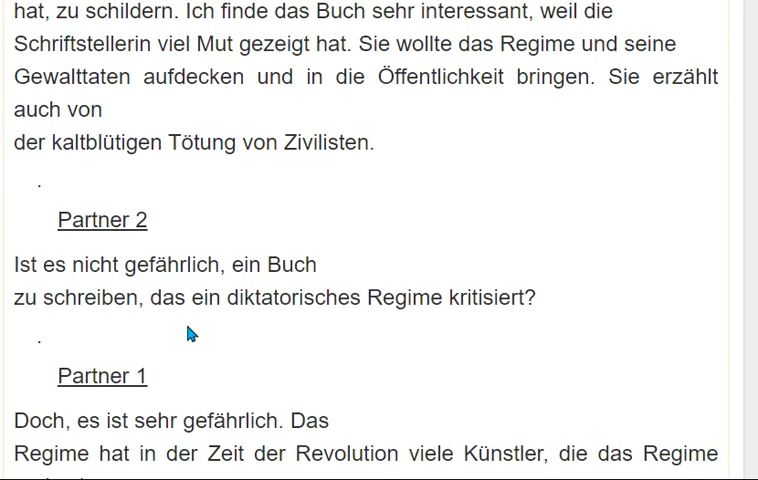 hat, zu schildern. Ich finde das Buch sehr interessant, weil die
Schriftstellerin viel Mut gezeigt hat. Sie wollte das Regime und seine
Gewalttaten aufdecken und in die Öffentlichkeit bringen. Sie erzählt
auch von
der kaltblütigen Tötung von Zivilisten.
.
Partner 2
Ist es nicht gefährlich, ein Buch
zu schreiben, das ein diktatorisches Regime kritisiert?
.
Partner 1
Doch, es ist sehr gefährlich. Das
Regime hat in der Zeit der Revolution viele Künstler, die das Regime